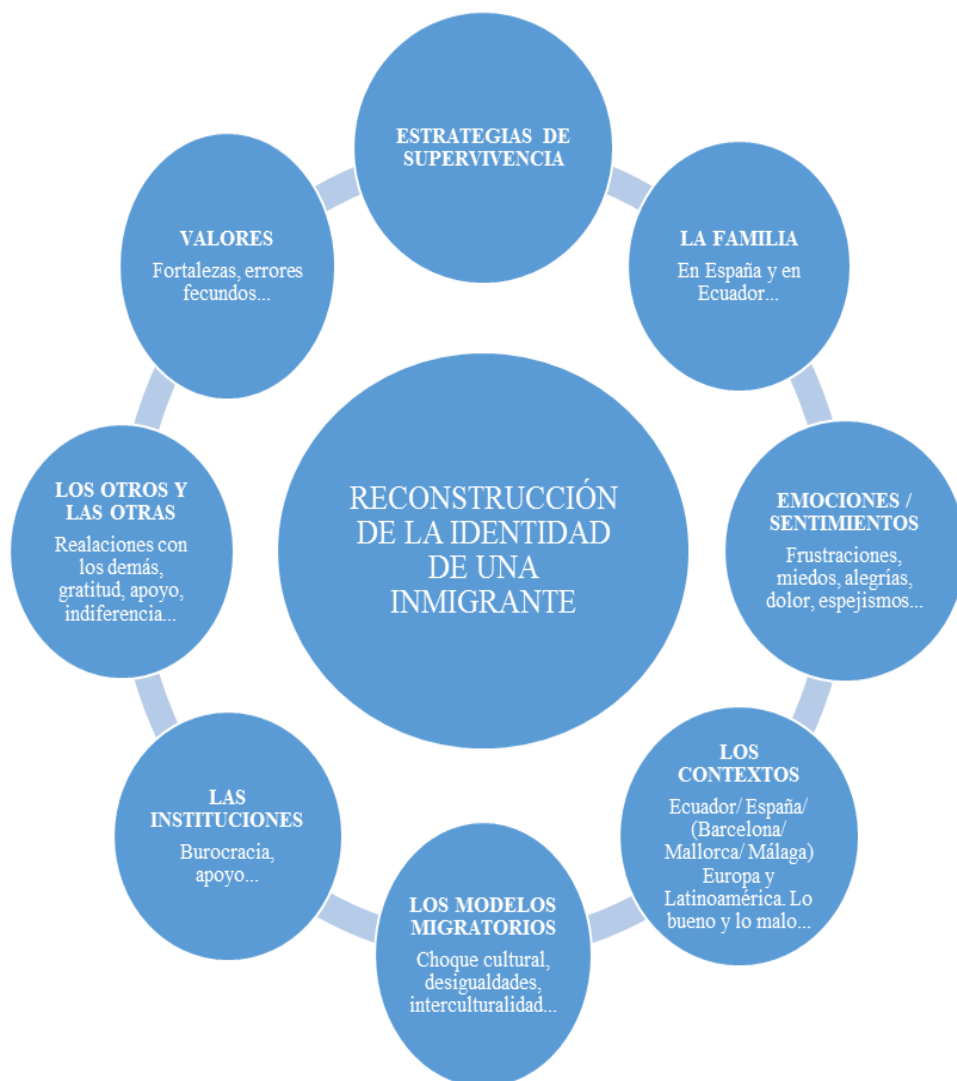 ESTRATEGIAS DE
SUPERVIVENCIA
LA FAMILIA
En España y en
Ecuador...
EMOCIONES /
SENTIMIENTOS
Frustraciones,
miedos, alegrías,
dolor, espejismos...
LOS
CONTEXTOS
Ecuador/ España/
(Barcelona/
Mallorca/ Málaga)
Europa y
Latinoamérica. Lo
bueno y lo malo...
LOS MODELOS
MIGRATORIOS
Choque cultural,
desigualdades,
interculturalidad...
LAS
INSTITUCIONES
Burocracia,
apoyo...
LOS OTROS Y
LAS OTRAS
Realaciones con
los demás,
gratitud, apoyo,
indiferencia...
VALORES
Fortalezas, errores
fecundos...
RECONSTRUCCIÓN
DE LA IDENTIDAD
DE UNA
INMIGRANTE